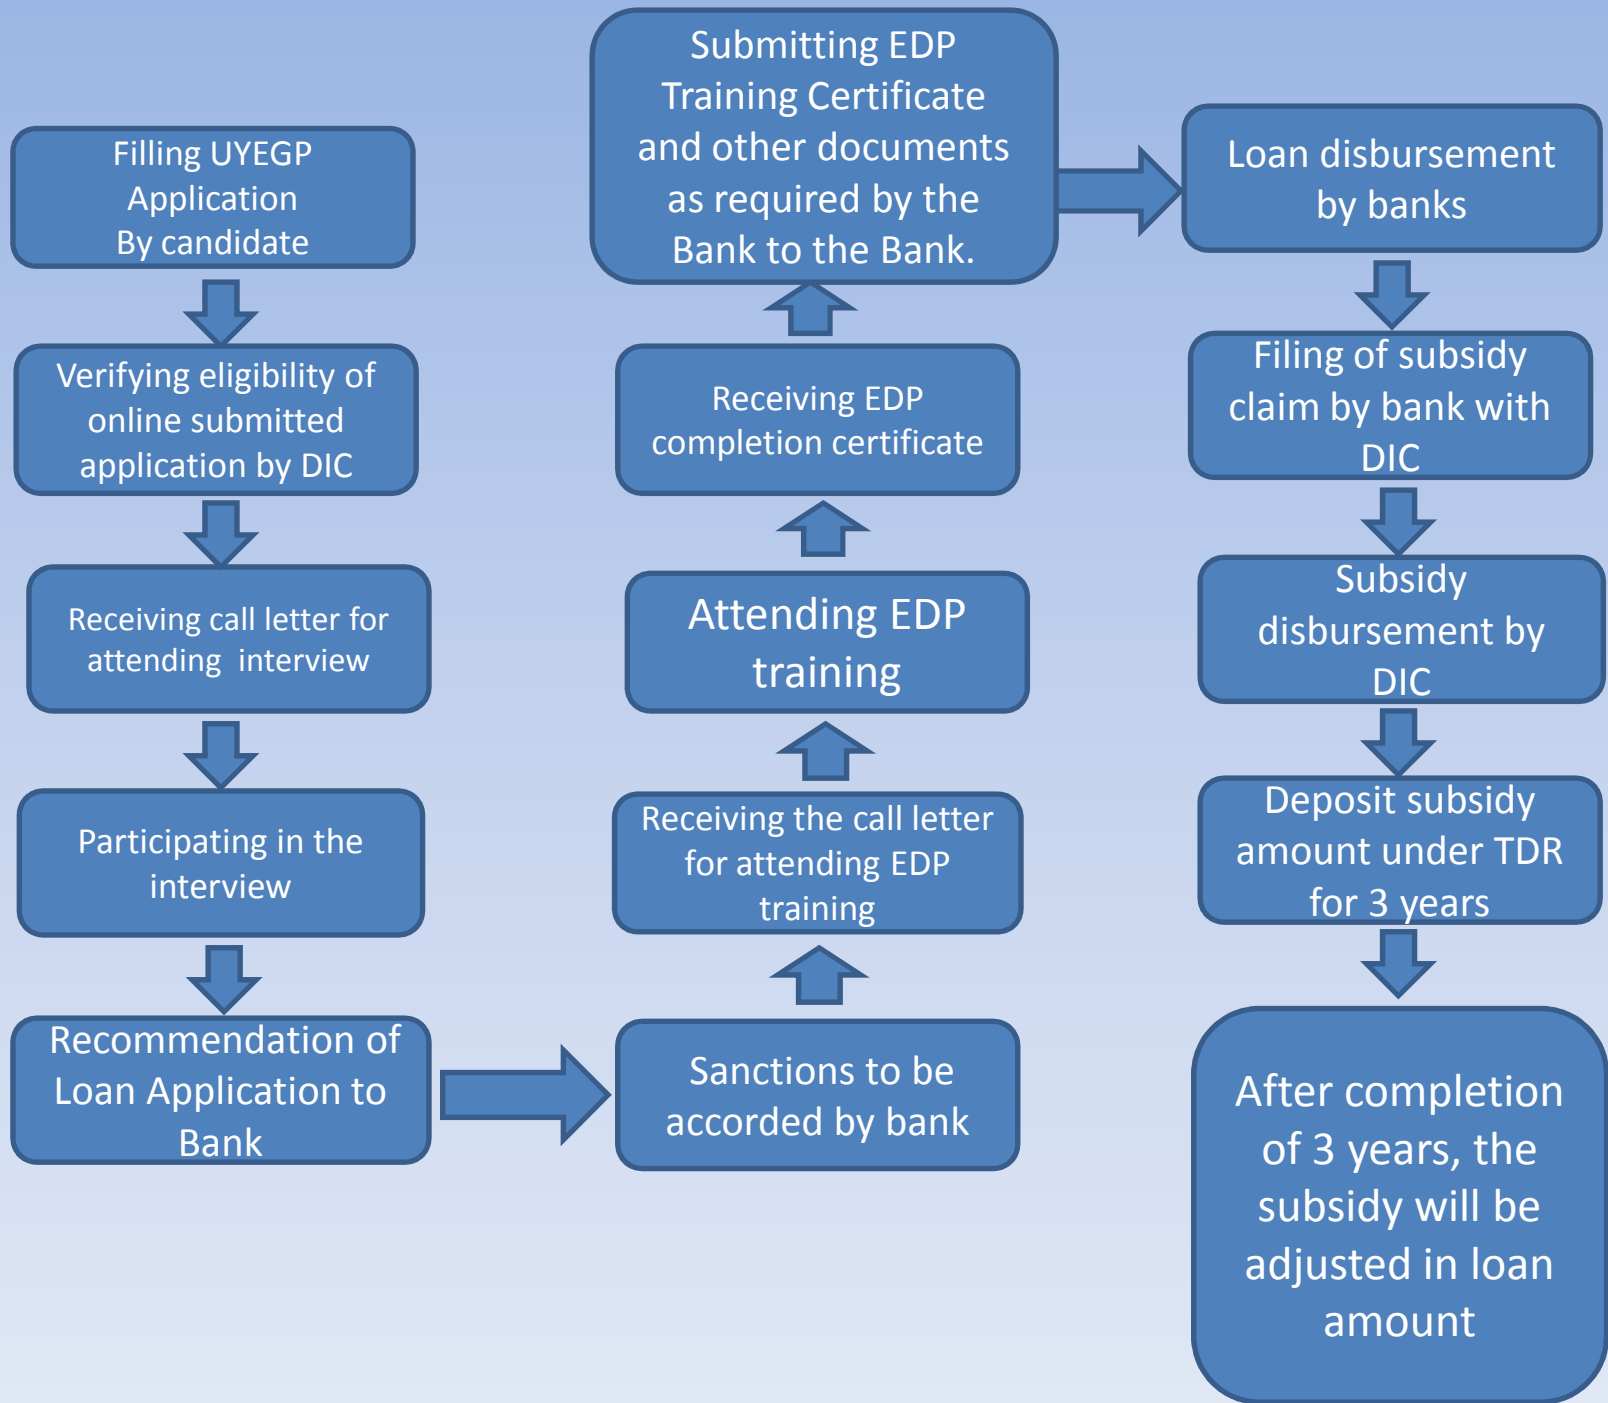 Filling UYEGP
Application
By candidate
Verifying eligibility of
online submitted
application by DIC
Receiving call letter for
attending interview
Participating in the
interview
Recommendation of
Loan Application to
Bank
Sanctions to be
accorded by bank
Receiving the call letter
for attending EDP
training
Attending EDP
training
Receiving EDP
completion certificate
Submitting EDP
Training Certificate
and other documents
as required by the
Bank to the Bank.
Loan disbursement
by banks
Filing of subsidy
claim by bank with
DIC
Subsidy
disbursement by
DIC
Deposit subsidy
amount under TDR
for 3 years
After completion
of 3 years, the
subsidy will be
adjusted in loan
amount